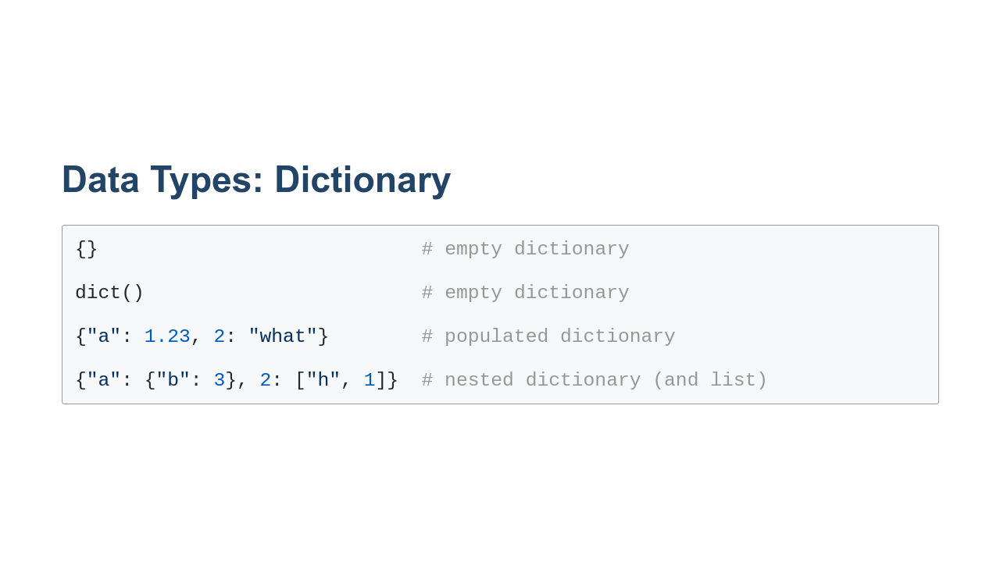 Data Types: Dictionary
{}                            # empty dictionary
dict()                        # empty dictionary
{"a": 1.23, 2: "what"}        # populated dictionary
{"a": {"b": 3}, 2: ["h", 1]}  # nested dictionary (and list)